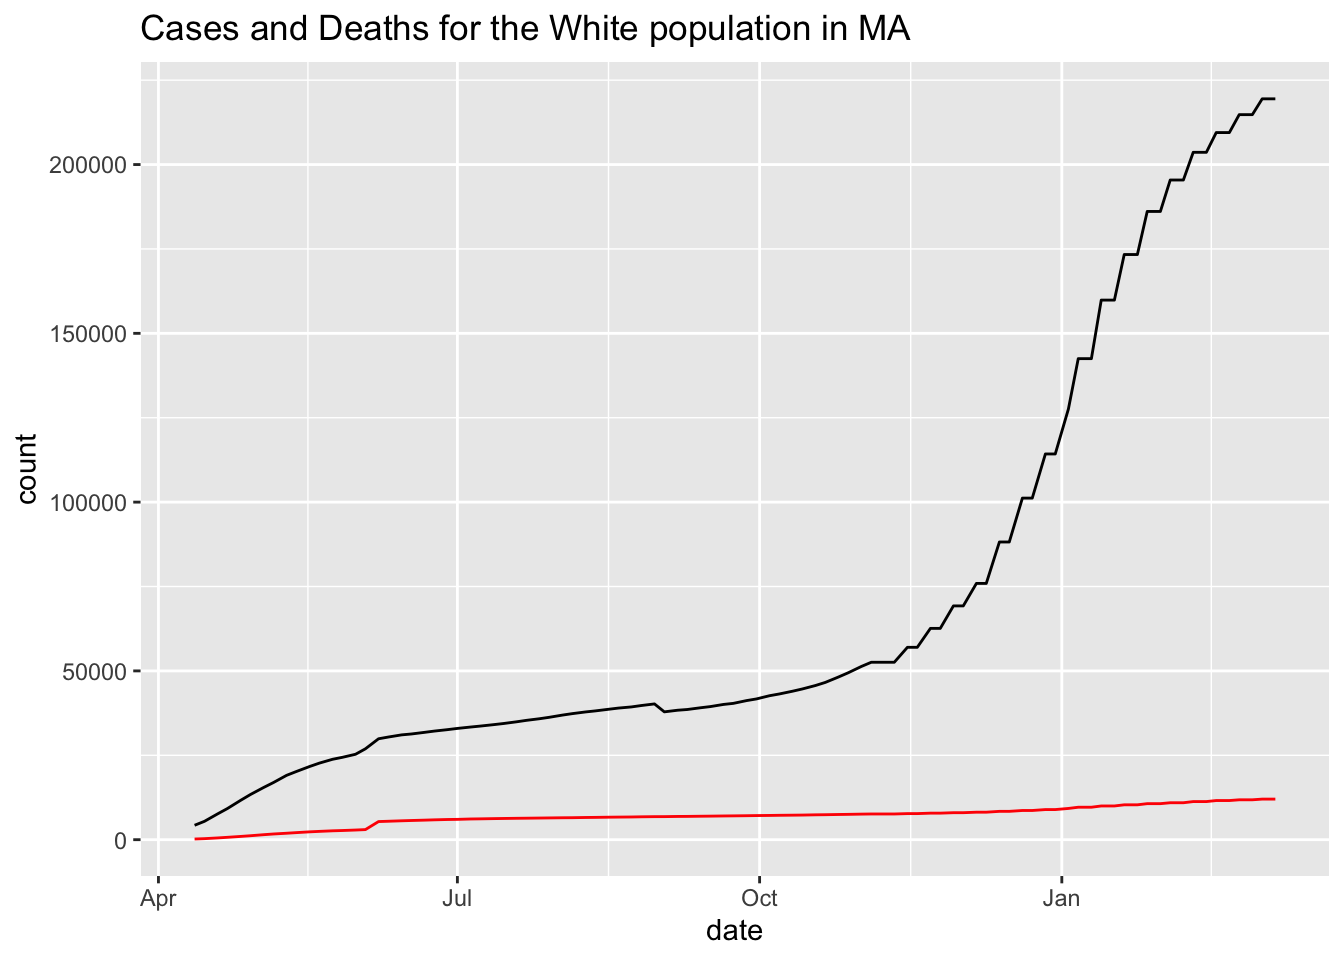 Cases and Deaths for the White population in MA
200000
150000
100000
50000
0
count
Apr Jul Oct Jan
date